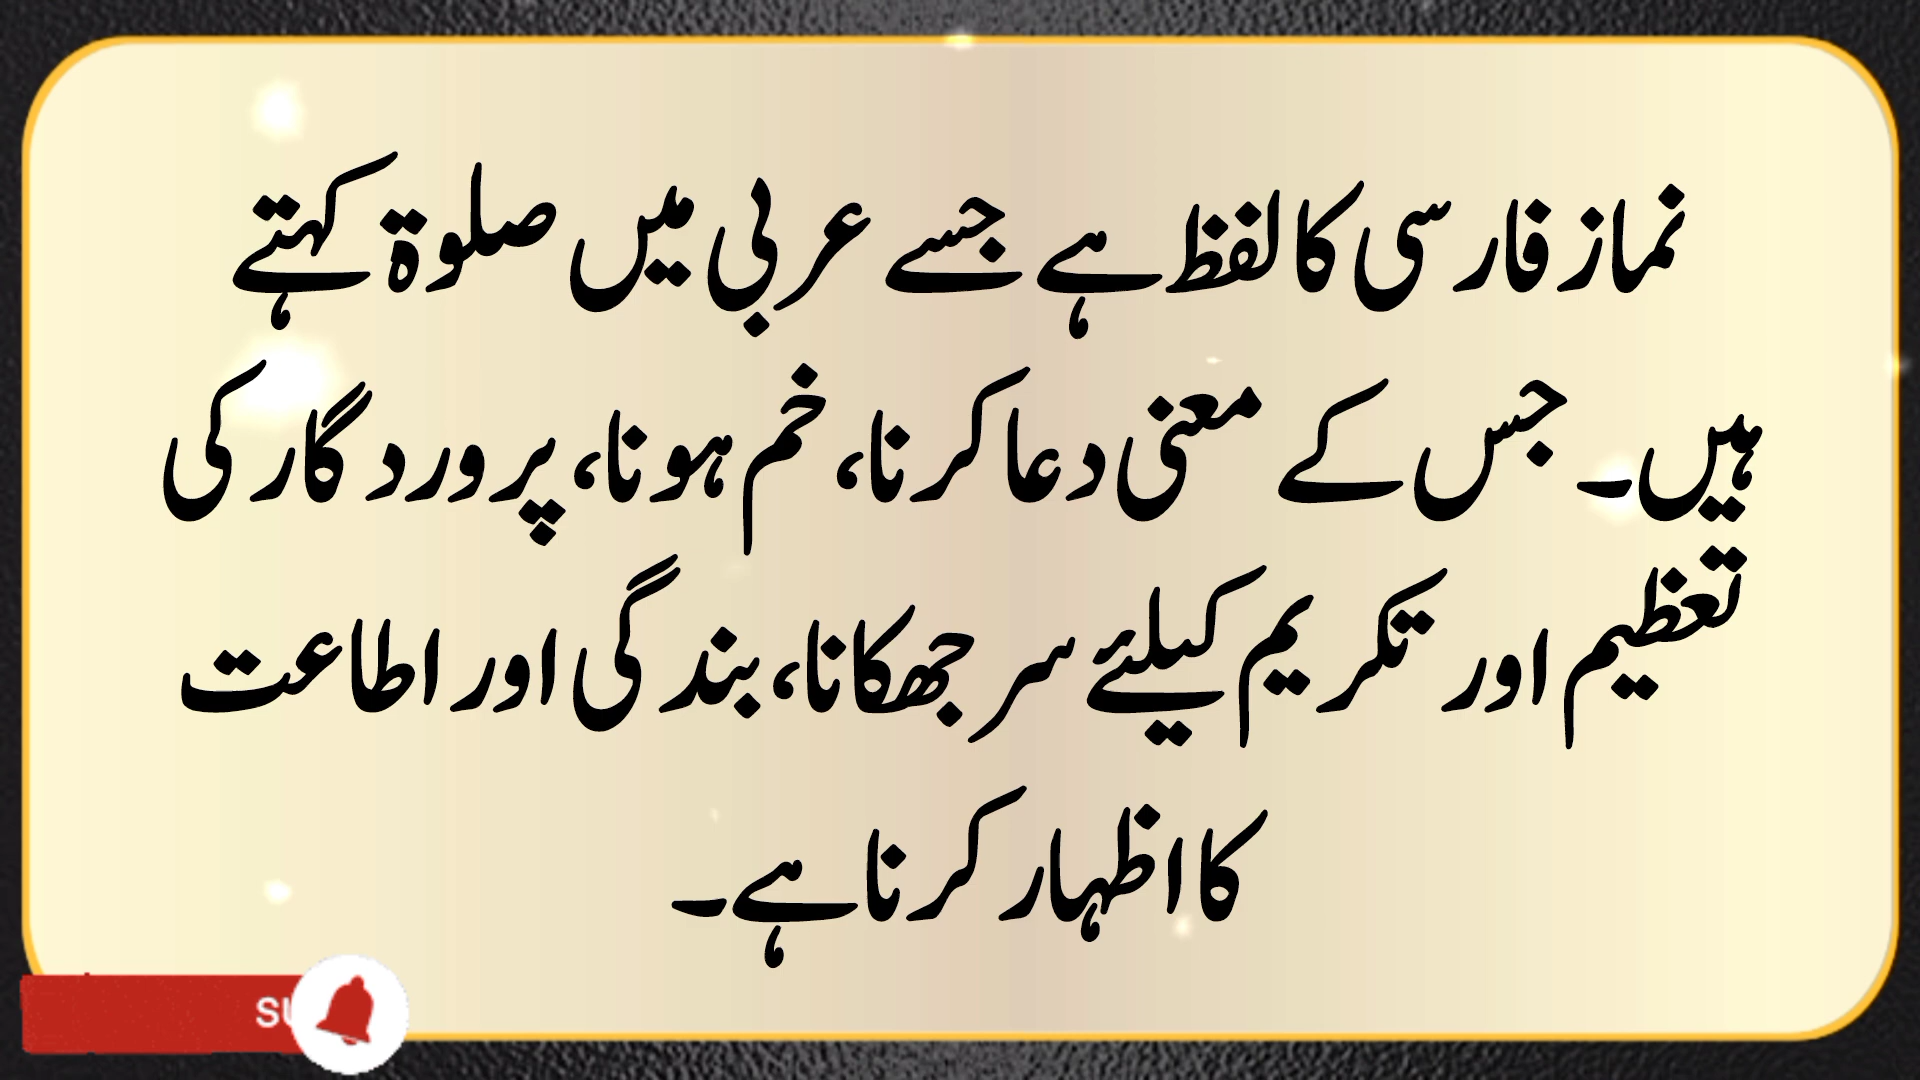 نماز فارسی کا لفظ ہے جسے عربی میں صلوۃ کہتے
ہیں۔ جس کے معنی دعا کرنا، خم ہونا، پروردگار کی
تعظیم اور تکریم کیلئے سر جھکانا، بندگی اور اطاعت
کا اظہار کرنا ہے۔
SU